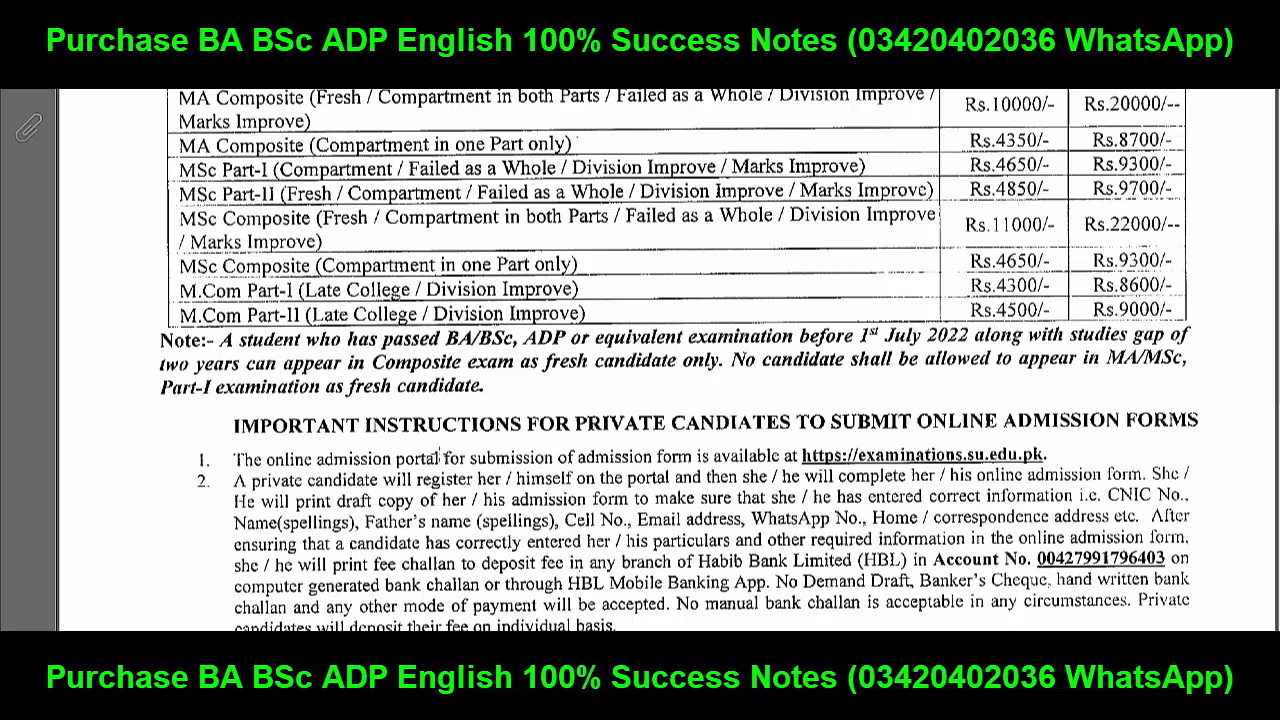 Purchase BA BSc ADP English 100% Success Notes (03420402036 WhatsApp)
MA Composite (Fresh / Compartment in both Parts / Failed as a Whole / Division Improve / Marks Improve) Rs.10000/- Rs.20000/--
MA Composite (Compartment in one Part only) Rs.4350/- Rs.8700/-
MSc Part-I (Compartment / Failed as a Whole / Division Improve / Marks Improve) Rs.4650/- Rs.9300/-
MSc Part-II (Fresh / Compartment / Failed as a Whole / Division Improve / Marks Improve) Rs.4850/- Rs.9700/-
MSc Composite (Fresh / Compartment in both Parts / Failed as a Whole / Division Improve / Marks Improve) Rs.11000/- Rs.22000/--
MSc Composite (Compartment in one Part only) Rs.4650/- Rs.9300/-
M.Com Part-I (Late College / Division Improve) Rs.4300/- Rs.8600/-
M.Com Part-II (Late College / Division Improve) Rs.4500/- Rs.9000/-
Note:- A student who has passed BA/BSc, ADP or equivalent examination before 1st July 2022 along with studies gap of
two years can appear in Composite exam as fresh candidate only. No candidate shall be allowed to appear in MA/MSc,
Part-I examination as fresh candidate.
IMPORTANT INSTRUCTIONS FOR PRIVATE CANDIATES TO SUBMIT ONLINE ADMISSION FORMS
1. The online admission portal for submission of admission form is available at https://examinations.su.edu.pk.
2. A private candidate will register her / himself on the portal and then she / he will complete her / his online admission form. She /
He will print draft copy of her / his admission form to make sure that she / he has entered correct information i.e. CNIC No.,
Name(spellings), Father's name (spellings), Cell No., Email address, WhatsApp No., Home / correspondence address etc. After
ensuring that a candidate has correctly entered her / his particulars and other required information in the online admission form,
she / he will print fee challan to deposit fee in any branch of Habib Bank Limited (HBL) in Account No. 00427991796403 on
computer generated bank challan or through HBL Mobile Banking App. No Demand Draft, Banker's Cheque, hand written bank
challan and any other mode of payment will be accepted. No manual bank challan is acceptable in any circumstances. Private
candidates will deposit their fee on individual basis.
Purchase BA BSc ADP English 100% Success Notes (03420402036 WhatsApp)